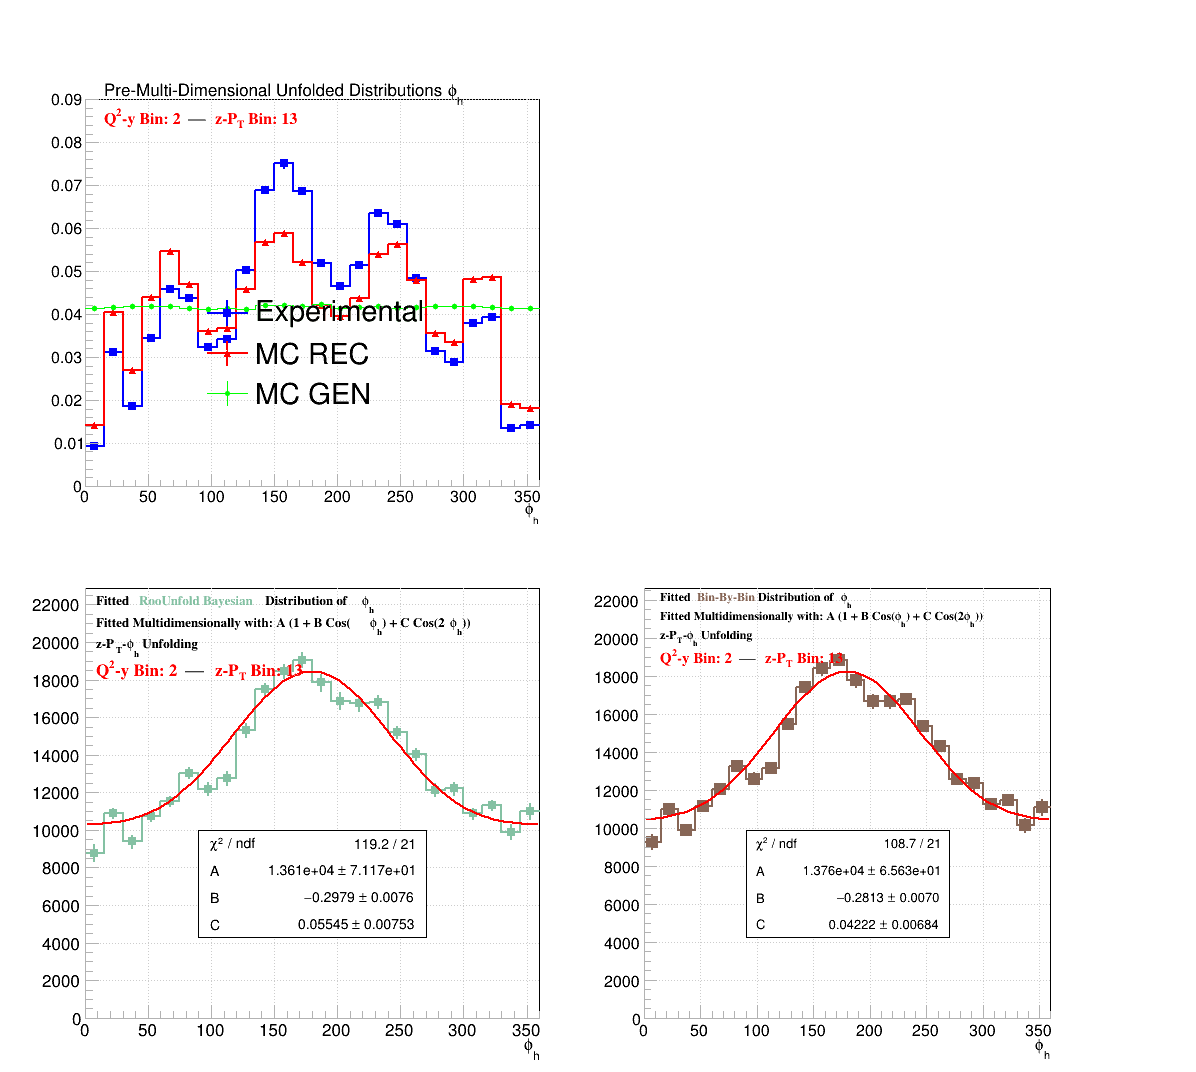 Pre-Multi-Dimensional Unfolded Distributions ϕh
Q2-y Bin: 2 — z-PT Bin: 13
0.09
0.08
0.07
0.06
0.05
0.04
0.03
0.02
0.01
0
Experimental
MC REC
MC GEN
0 50 100 150 200 250 300 350
ϕh
Fitted RooUnfold Bayesian Distribution of ϕh
Fitted Multidimensionally with: A (1 + B Cos(ϕh) + C Cos(2 ϕh))
z-PT-ϕh Unfolding
Q2-y Bin: 2 — z-PT Bin: 13
22000
20000
18000
16000
14000
12000
10000
8000
6000
4000
2000
0
χ2 / ndf 119.2 / 21
A 1.361e+04 ± 7.117e+01
B −0.2979 ± 0.0076
C 0.05545 ± 0.00753
0 50 100 150 200 250 300 350
ϕh
Fitted Bin-By-Bin Distribution of ϕh
Fitted Multidimensionally with: A (1 + B Cos(ϕh) + C Cos(2ϕh))
z-PT-ϕh Unfolding
Q2-y Bin: 2 — z-PT Bin: 13
22000
20000
18000
16000
14000
12000
10000
8000
6000
4000
2000
0
χ2 / ndf 108.7 / 21
A 1.376e+04 ± 6.563e+01
B −0.2813 ± 0.0070
C 0.04222 ± 0.00684
0 50 100 150 200 250 300 350
ϕh